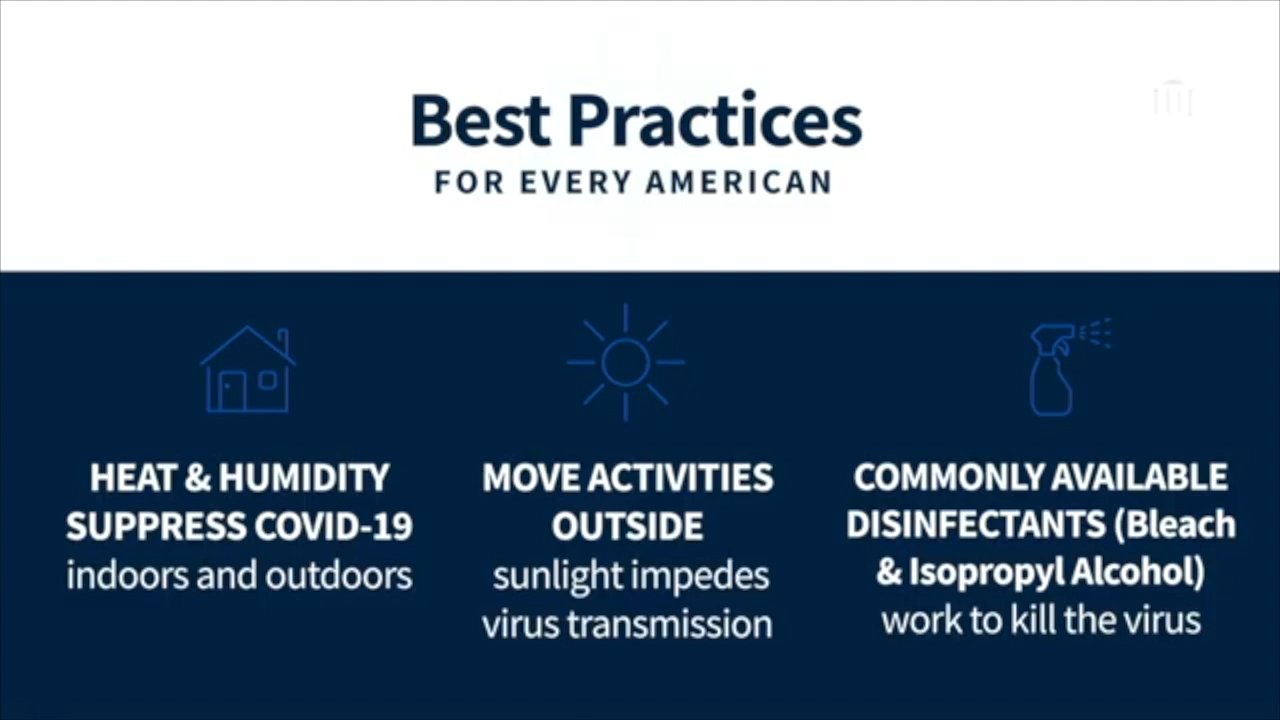 Best Practices
FOR EVERY AMERICAN
HEAT & HUMIDITY
SUPPRESS COVID-19
indoors and outdoors
MOVE ACTIVITIES
OUTSIDE
sunlight impedes
virus transmission
COMMONLY AVAILABLE
DISINFECTANTS (Bleach
& Isopropyl Alcohol)
work to kill the virus